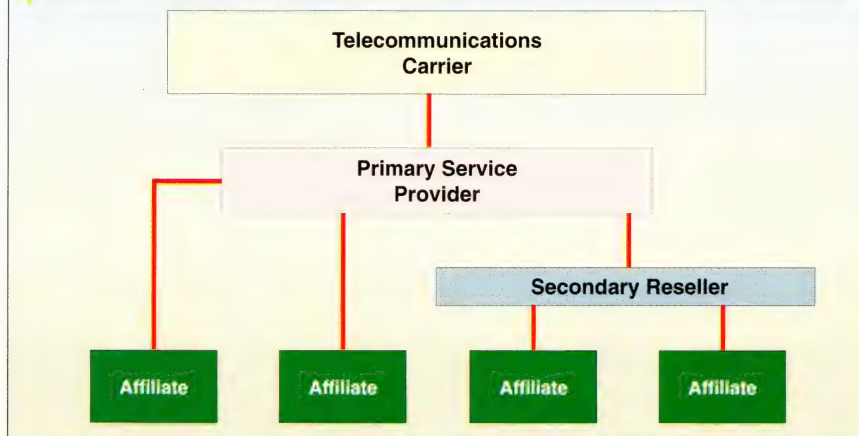 Telecommunications
Carrier
Primary Service
Provider
Secondary Reseller
Affiliate
Affiliate
Affiliate
Affiliate